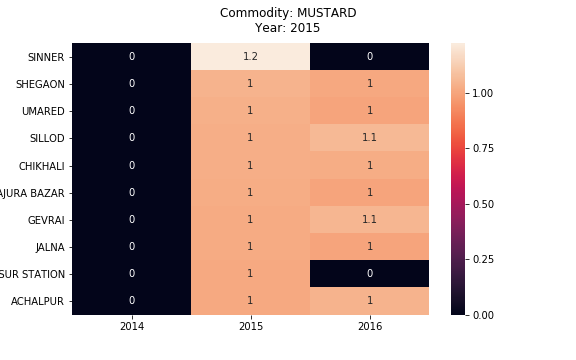 Commodity: MUSTARD
Year: 2015
SINNER 0 1.2 0
SHEGAON 0 1 1
UMARED 0 1 1
SILLOD 0 1 1.1
CHIKHALI 0 1 1
AJURA BAZAR 0 1 1
GEVRAI 0 1 1.1
JALNA 0 1 1
SUR STATION 0 1 0
ACHALPUR 0 1 1
2014 2015 2016
1.00
0.75
0.50
0.25
0.00